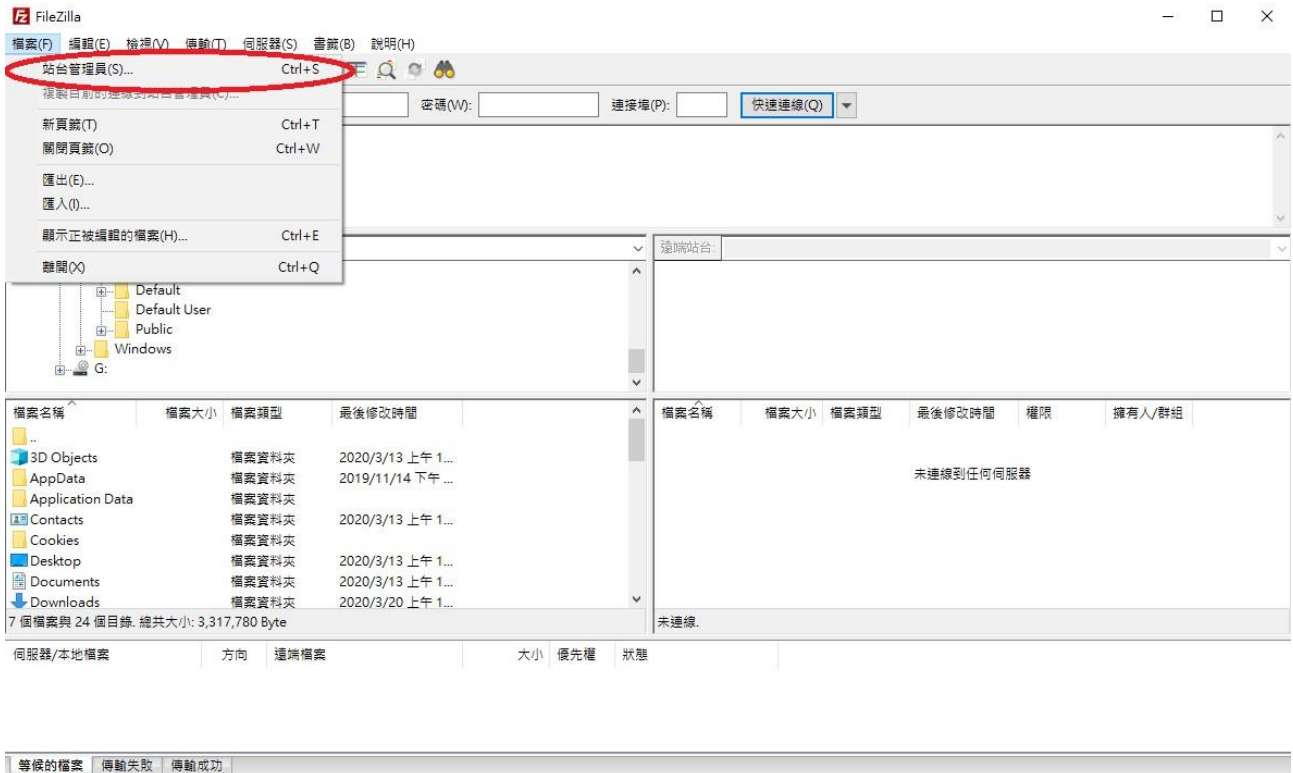 FileZilla
檔案(F) 編輯(E) 檢視(V) 傳輸(T) 伺服器(S) 書籤(B) 說明(H)
站台管理員(S)... Ctrl+S
複製目前的連線到站台管理員(C)...
密碼(W): 連接埠(P): 快速連線(Q)
新頁籤(T) Ctrl+T
關閉頁籤(O) Ctrl+W
匯出(E)...
匯入(I)...
顯示正被編輯的檔案(H)... Ctrl+E
離開(X) Ctrl+Q
遠端站台:
Default
Default User
Public
Windows
G:
檔案名稱 檔案大小 檔案類型 最後修改時間
..
3D Objects 檔案資料夾 2020/3/13 上午 1...
AppData 檔案資料夾 2019/11/14 下午 ...
Application Data 檔案資料夾
Contacts 檔案資料夾 2020/3/13 上午 1...
Cookies 檔案資料夾
Desktop 檔案資料夾 2020/3/13 上午 1...
Documents 檔案資料夾 2020/3/13 上午 1...
Downloads 檔案資料夾 2020/3/20 上午 1...
7 個檔案與 24 個目錄. 總共大小: 3,317,780 Byte
檔案名稱 檔案大小 檔案類型 最後修改時間 權限 擁有人/群組
未連線到任何伺服器
未連線.
伺服器/本地檔案 方向 遠端檔案 大小 優先權 狀態
等候的檔案 傳輸失敗 傳輸成功